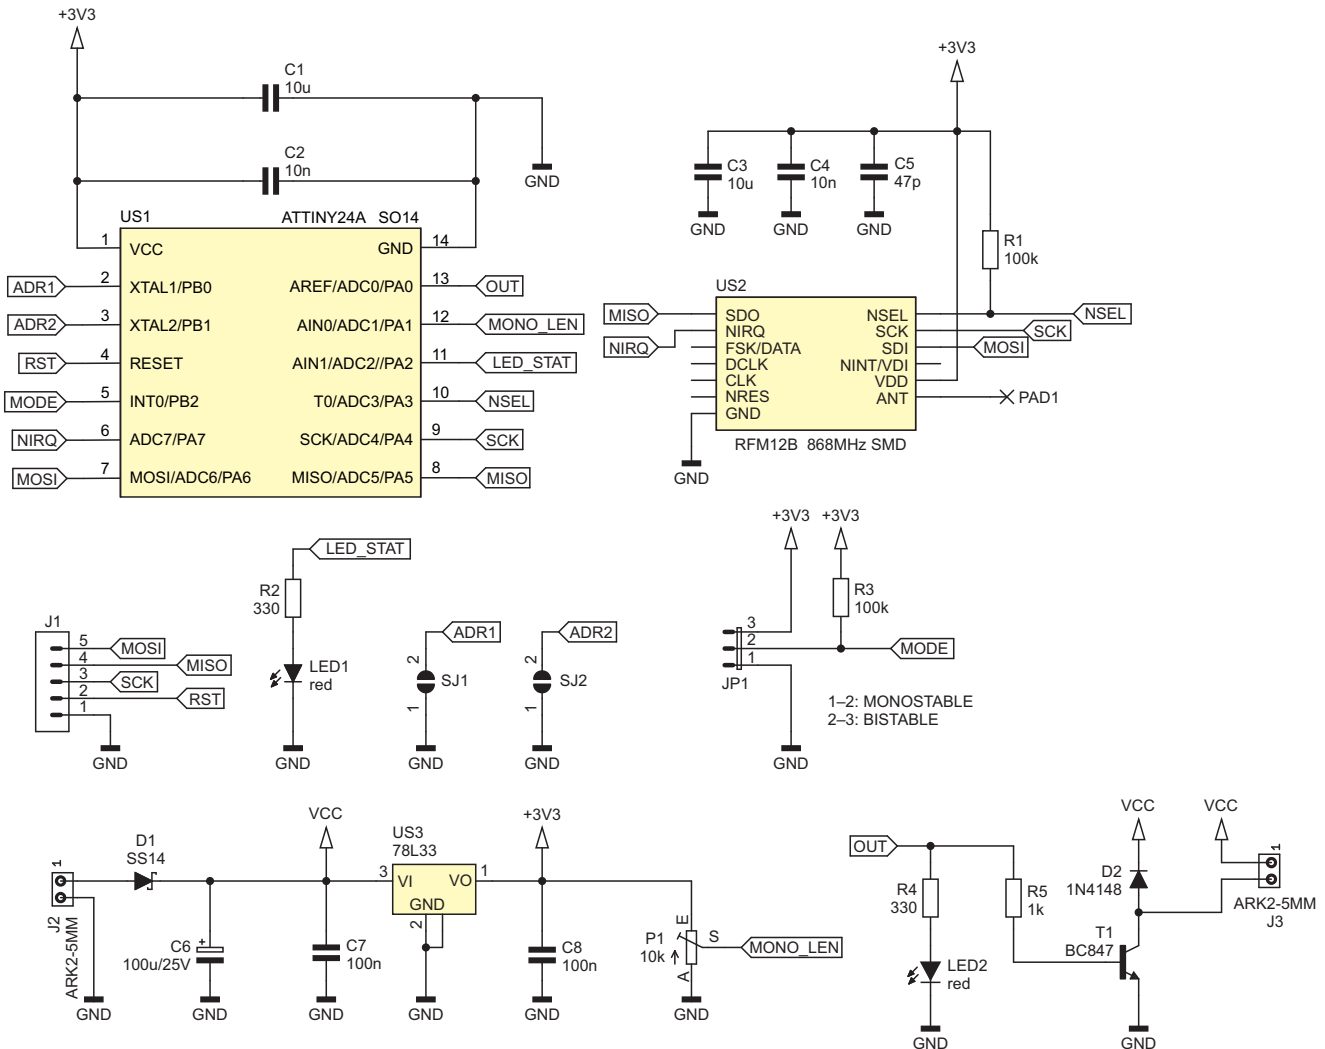 +3V3
C1
10u
C2
10n
GND
US1
ATTINY24A SO14
1 VCC
GND 14
ADR1 2 XTAL1/PB0
AREF/ADC0/PA0 13 OUT
ADR2 3 XTAL2/PB1
AIN0/ADC1/PA1 12 MONO_LEN
RST 4 RESET
AIN1/ADC2//PA2 11 LED_STAT
MODE 5 INT0/PB2
T0/ADC3/PA3 10 NSEL
NIRQ 6 ADC7/PA7
SCK/ADC4/PA4 9 SCK
MOSI 7 MOSI/ADC6/PA6
MISO/ADC5/PA5 8 MISO
+3V3
C3
10u
C4
10n
C5
47p
GND
GND
GND
R1
100k
US2
MISO SDO
NSEL NSEL
NIRQ NIRQ
SCK SCK
FSK/DATA
SDI MOSI
DCLK
NINT/VDI
CLK
VDD
NRES
ANT PAD1
GND
RFM12B 868MHz SMD
GND
J1
5 MOSI
4 MISO
3 SCK
2 RST
1
GND
LED_STAT
R2
330
LED1
red
GND
ADR1
2
SJ1
1
GND
ADR2
2
SJ2
1
GND
+3V3
+3V3
R3
100k
3
2 MODE
1
JP1
1–2: MONOSTABLE
2–3: BISTABLE
GND
J2
ARK2-5MM
1
GND
D1
SS14
C6
+
100u/25V
GND
VCC
C7
100n
GND
US3
78L33
3 VI
VO 1
GND
2
GND
+3V3
C8
100n
GND
P1
10k
E
S
A
MONO_LEN
GND
OUT
R4
330
LED2
red
GND
R5
1k
VCC
D2
1N4148
T1
BC847
GND
VCC
1
ARK2-5MM
J3